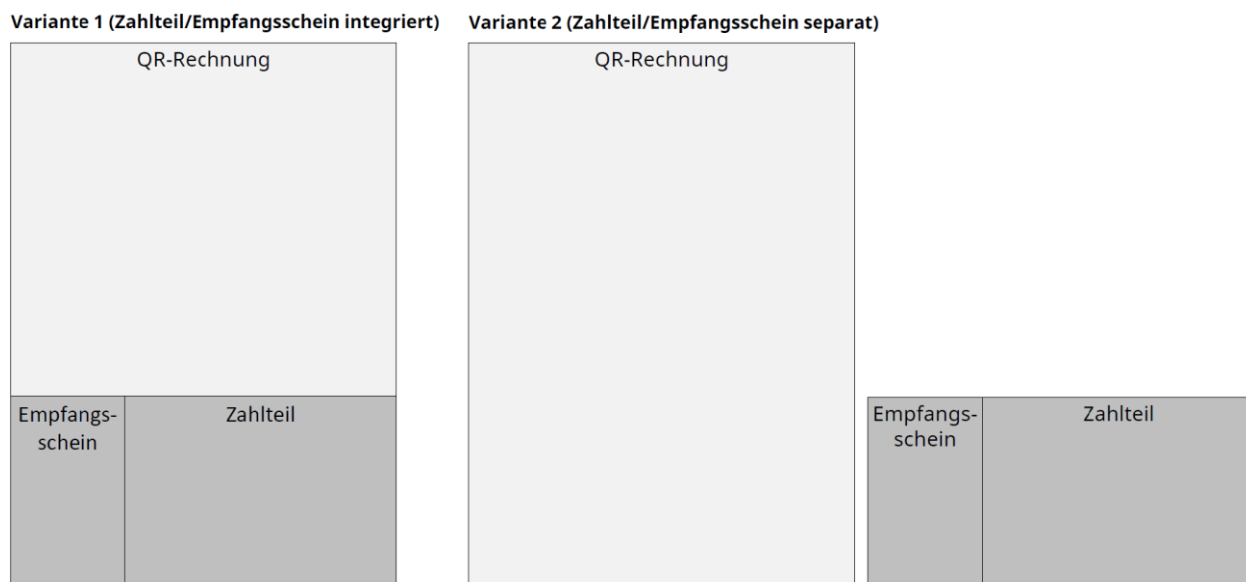 Variante 1 (Zahlteil/Empfangsschein integriert)
QR-Rechnung
Empfangs-
schein
Zahlteil
Variante 2 (Zahlteil/Empfangsschein separat)
QR-Rechnung
Empfangs-
schein
Zahlteil